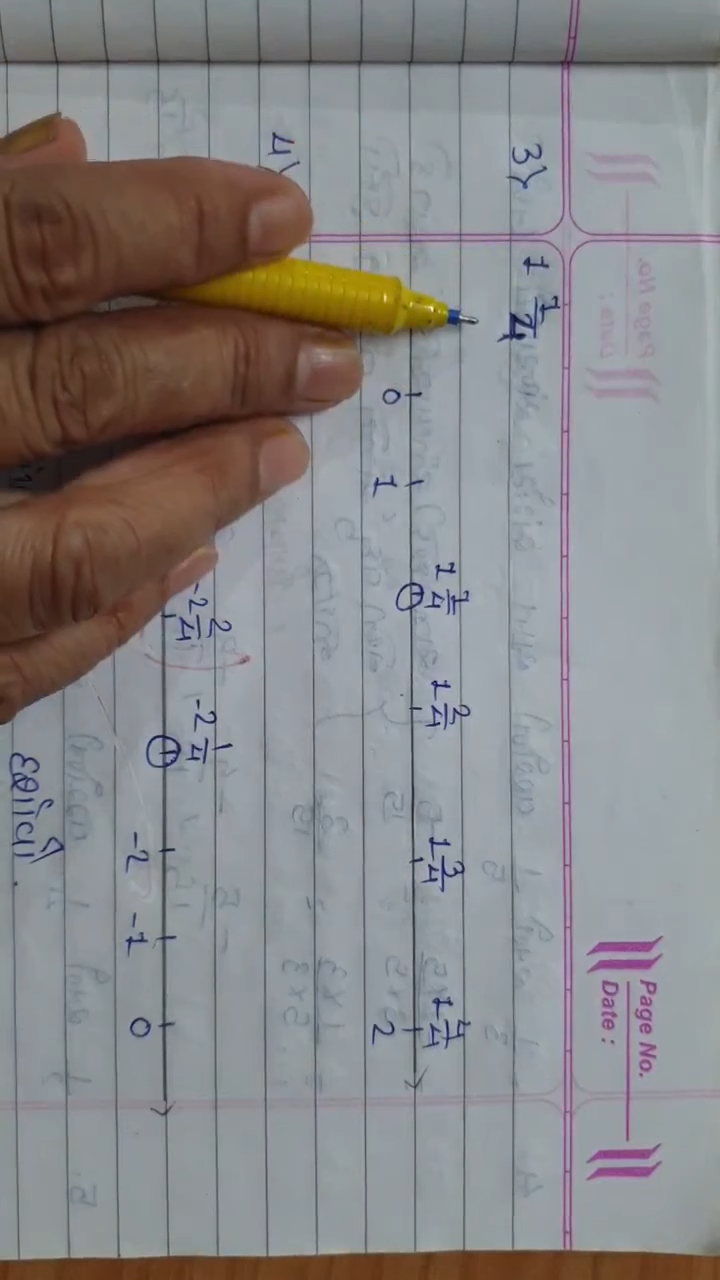 Page No.
Date :
3) 1 1/4
1 1/4 1 2/4 1 3/4 1 4/4
0 1 2
4)
-2 2/4 -2 1/4
-2 -1 0